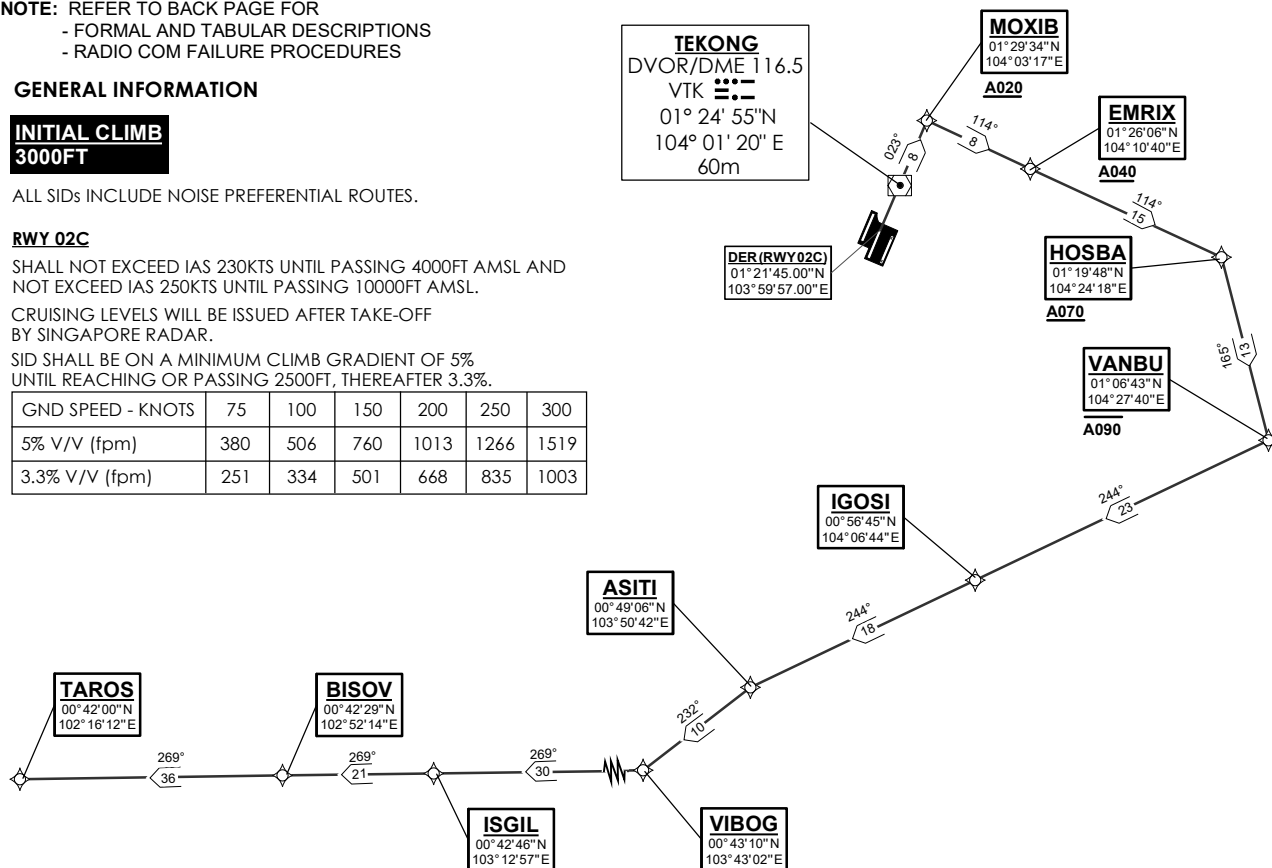 NOTE: REFER TO BACK PAGE FOR
- FORMAL AND TABULAR DESCRIPTIONS
- RADIO COM FAILURE PROCEDURES
GENERAL INFORMATION
INITIAL CLIMB
3000FT
ALL SIDs INCLUDE NOISE PREFERENTIAL ROUTES.
RWY 02C
SHALL NOT EXCEED IAS 230KTS UNTIL PASSING 4000FT AMSL AND
NOT EXCEED IAS 250KTS UNTIL PASSING 10000FT AMSL.
CRUISING LEVELS WILL BE ISSUED AFTER TAKE-OFF
BY SINGAPORE RADAR.
SID SHALL BE ON A MINIMUM CLIMB GRADIENT OF 5%
UNTIL REACHING OR PASSING 2500FT, THEREAFTER 3.3%.
GND SPEED - KNOTS 75 100 150 200 250 300
5% V/V (fpm) 380 506 760 1013 1266 1519
3.3% V/V (fpm) 251 334 501 668 835 1003
TEKONG
DVOR/DME 116.5
VTK
01° 24' 55"N
104° 01' 20" E
60m
DER(RWY02C)
01°21'45.00"N
103°59'57.00"E
023°
8
MOXIB
01°29'34"N
104°03'17"E
A020
114°
8
EMRIX
01°26'06"N
104°10'40"E
A040
114°
15
HOSBA
01°19'48"N
104°24'18"E
A070
165°
13
VANBU
01°06'43"N
104°27'40"E
A090
244°
23
IGOSI
00°56'45"N
104°06'44"E
244°
18
ASITI
00°49'06"N
103°50'42"E
232°
10
VIBOG
00°43'10"N
103°43'02"E
269°
30
ISGIL
00°42'46"N
103°12'57"E
269°
21
BISOV
00°42'29"N
102°52'14"E
269°
36
TAROS
00°42'00"N
102°16'12"E